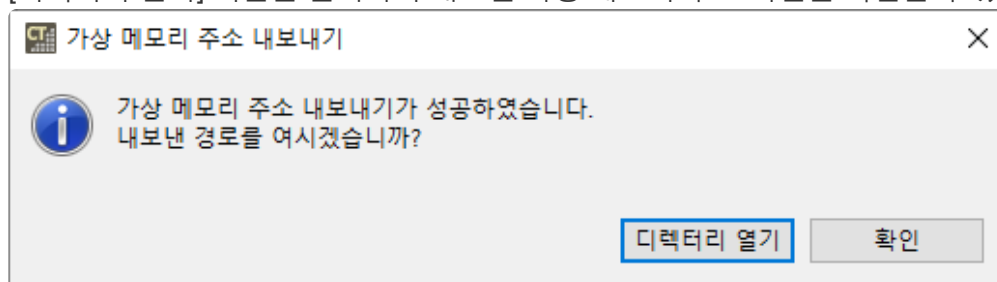 가상 메모리 주소 내보내기
가상 메모리 주소 내보내기가 성공하였습니다.
내보낸 경로를 여시겠습니까?
디렉터리 열기
확인